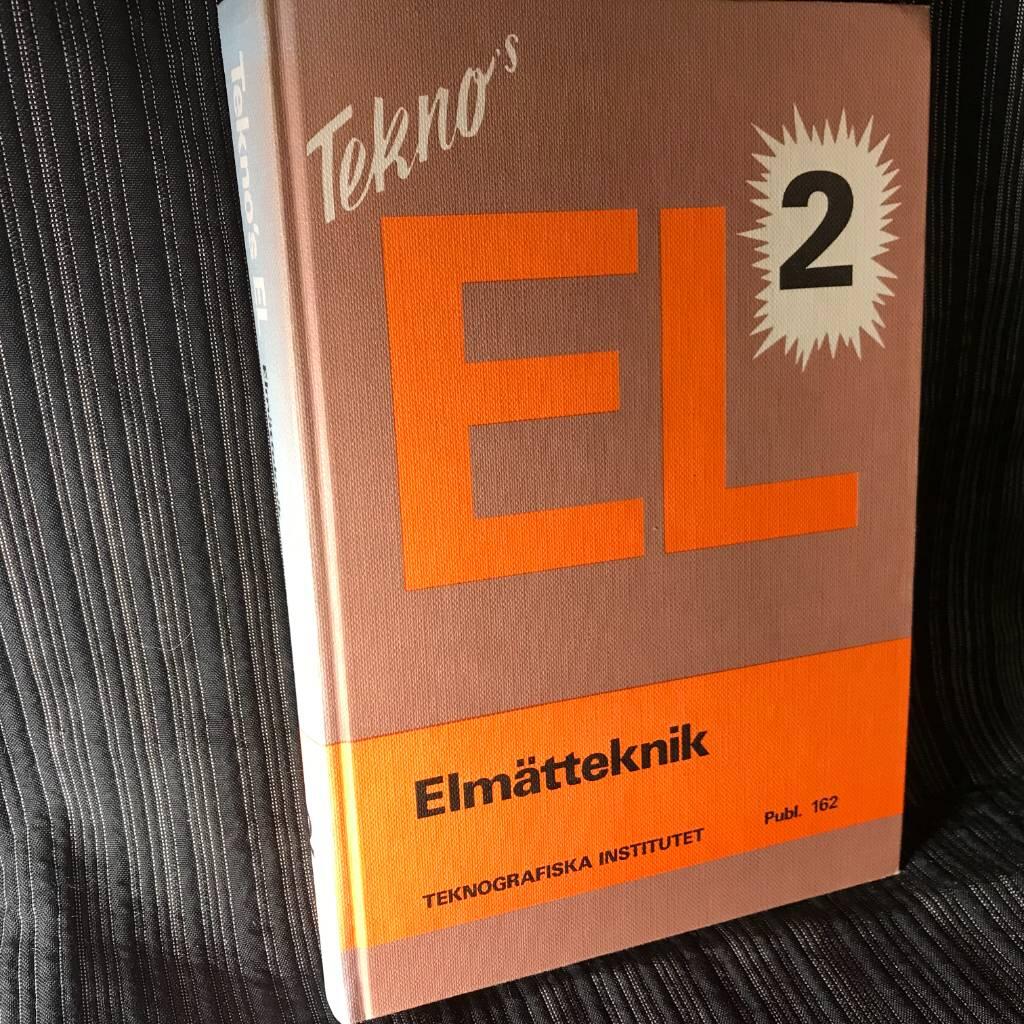 Tekno's
EL
2
Elmätteknik
TEKNOGRAFISKA INSTITUTET
Publ. 162
Tekno's EL